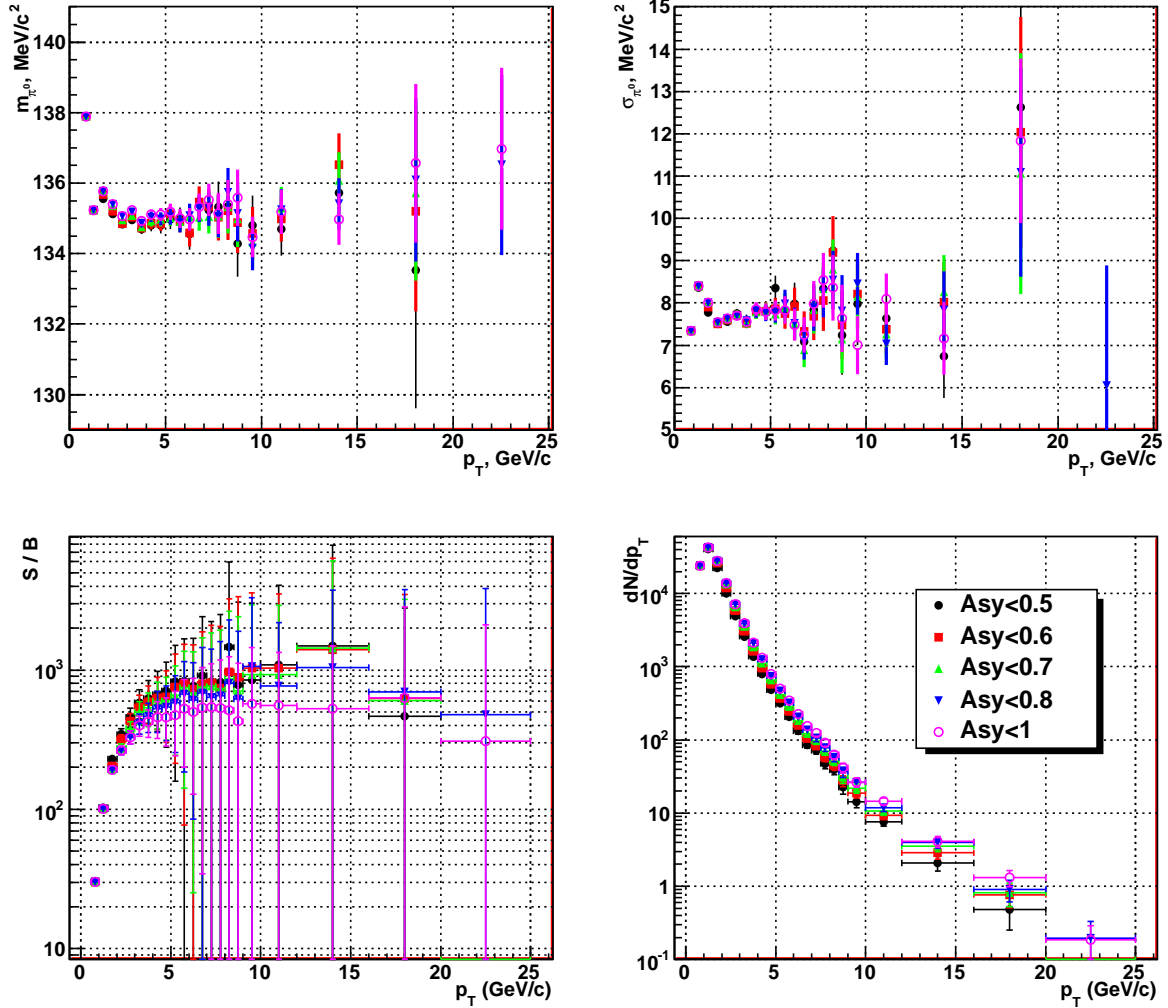 m_π⁰, MeV/c²
140
138
136
134
132
130
0 5 10 15 20 25
p_T, GeV/c
σ_π⁰, MeV/c²
15
14
13
12
11
10
9
8
7
6
5
0 5 10 15 20 25
p_T, GeV/c
S / B
10³
10²
10
0 5 10 15 20 25
p_T (GeV/c)
dN/dp_T
10⁴
10³
10²
10
1
10⁻¹
0 5 10 15 20 25
p_T (GeV/c)
Asy<0.5
Asy<0.6
Asy<0.7
Asy<0.8
Asy<1